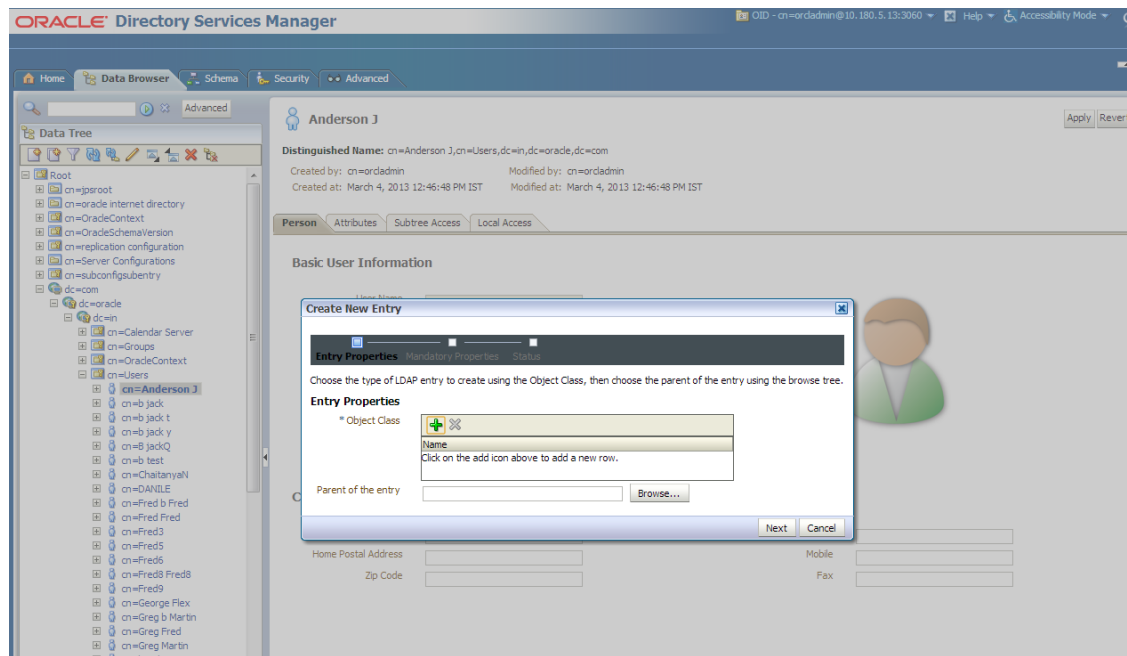 ORACLE Directory Services Manager
OID - cn=orcladmin@10.180.5.13:3060 Help Accessibility Mode
Home Data Browser Schema Security Advanced
Advanced
Data Tree
Root
cn=jpsroot
cn=oracle internet directory
cn=OracleContext
cn=OracleSchemaVersion
cn=replication configuration
cn=Server Configurations
cn=subconfigsubentry
dc=com
dc=oracle
dc=in
cn=Calendar Server
cn=Groups
cn=OracleContext
cn=Users
cn=Anderson J
cn=b jack
cn=b jack t
cn=b jack y
cn=B jackQ
cn=b test
cn=ChaitanyaN
cn=DANILE
cn=Fred b Fred
cn=Fred Fred
cn=Fred3
cn=Fred5
cn=Fred6
cn=Fred8 Fred8
cn=Fred9
cn=George Flex
cn=Greg b Martin
cn=Greg Fred
cn=Greg Martin
Anderson J
Apply Rever
Distinguished Name: cn=Anderson J,cn=Users,dc=in,dc=oracle,dc=com
Created by: cn=orcladmin Modified by: cn=orcladmin
Created at: March 4, 2013 12:46:48 PM IST Modified at: March 4, 2013 12:46:48 PM IST
Person Attributes Subtree Access Local Access
Basic User Information
User Name
Create New Entry
Entry Properties Mandatory Properties Status
Choose the type of LDAP entry to create using the Object Class, then choose the parent of the entry using the browse tree.
Entry Properties
* Object Class
Name
Click on the add icon above to add a new row.
Parent of the entry Browse...
Next Cancel
C
Home Postal Address Mobile
Zip Code Fax